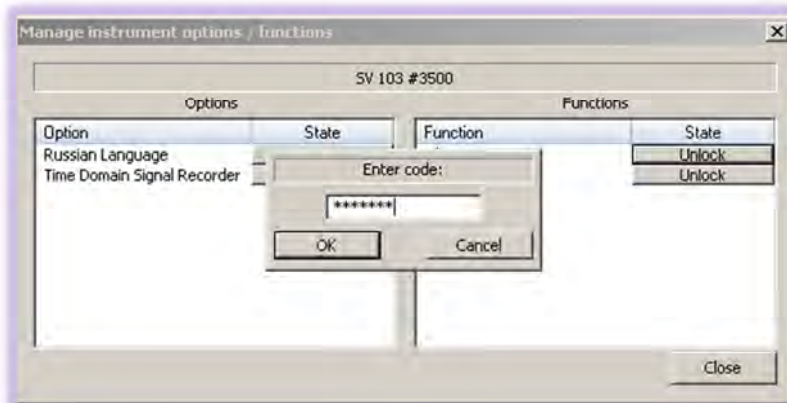 Manage instrument options / functions
SV 103 #3500
Options
Functions
Option State
Function State
Russian Language
Unlock
Time Domain Signal Recorder
Unlock
Enter code:
*******
OK Cancel
Close